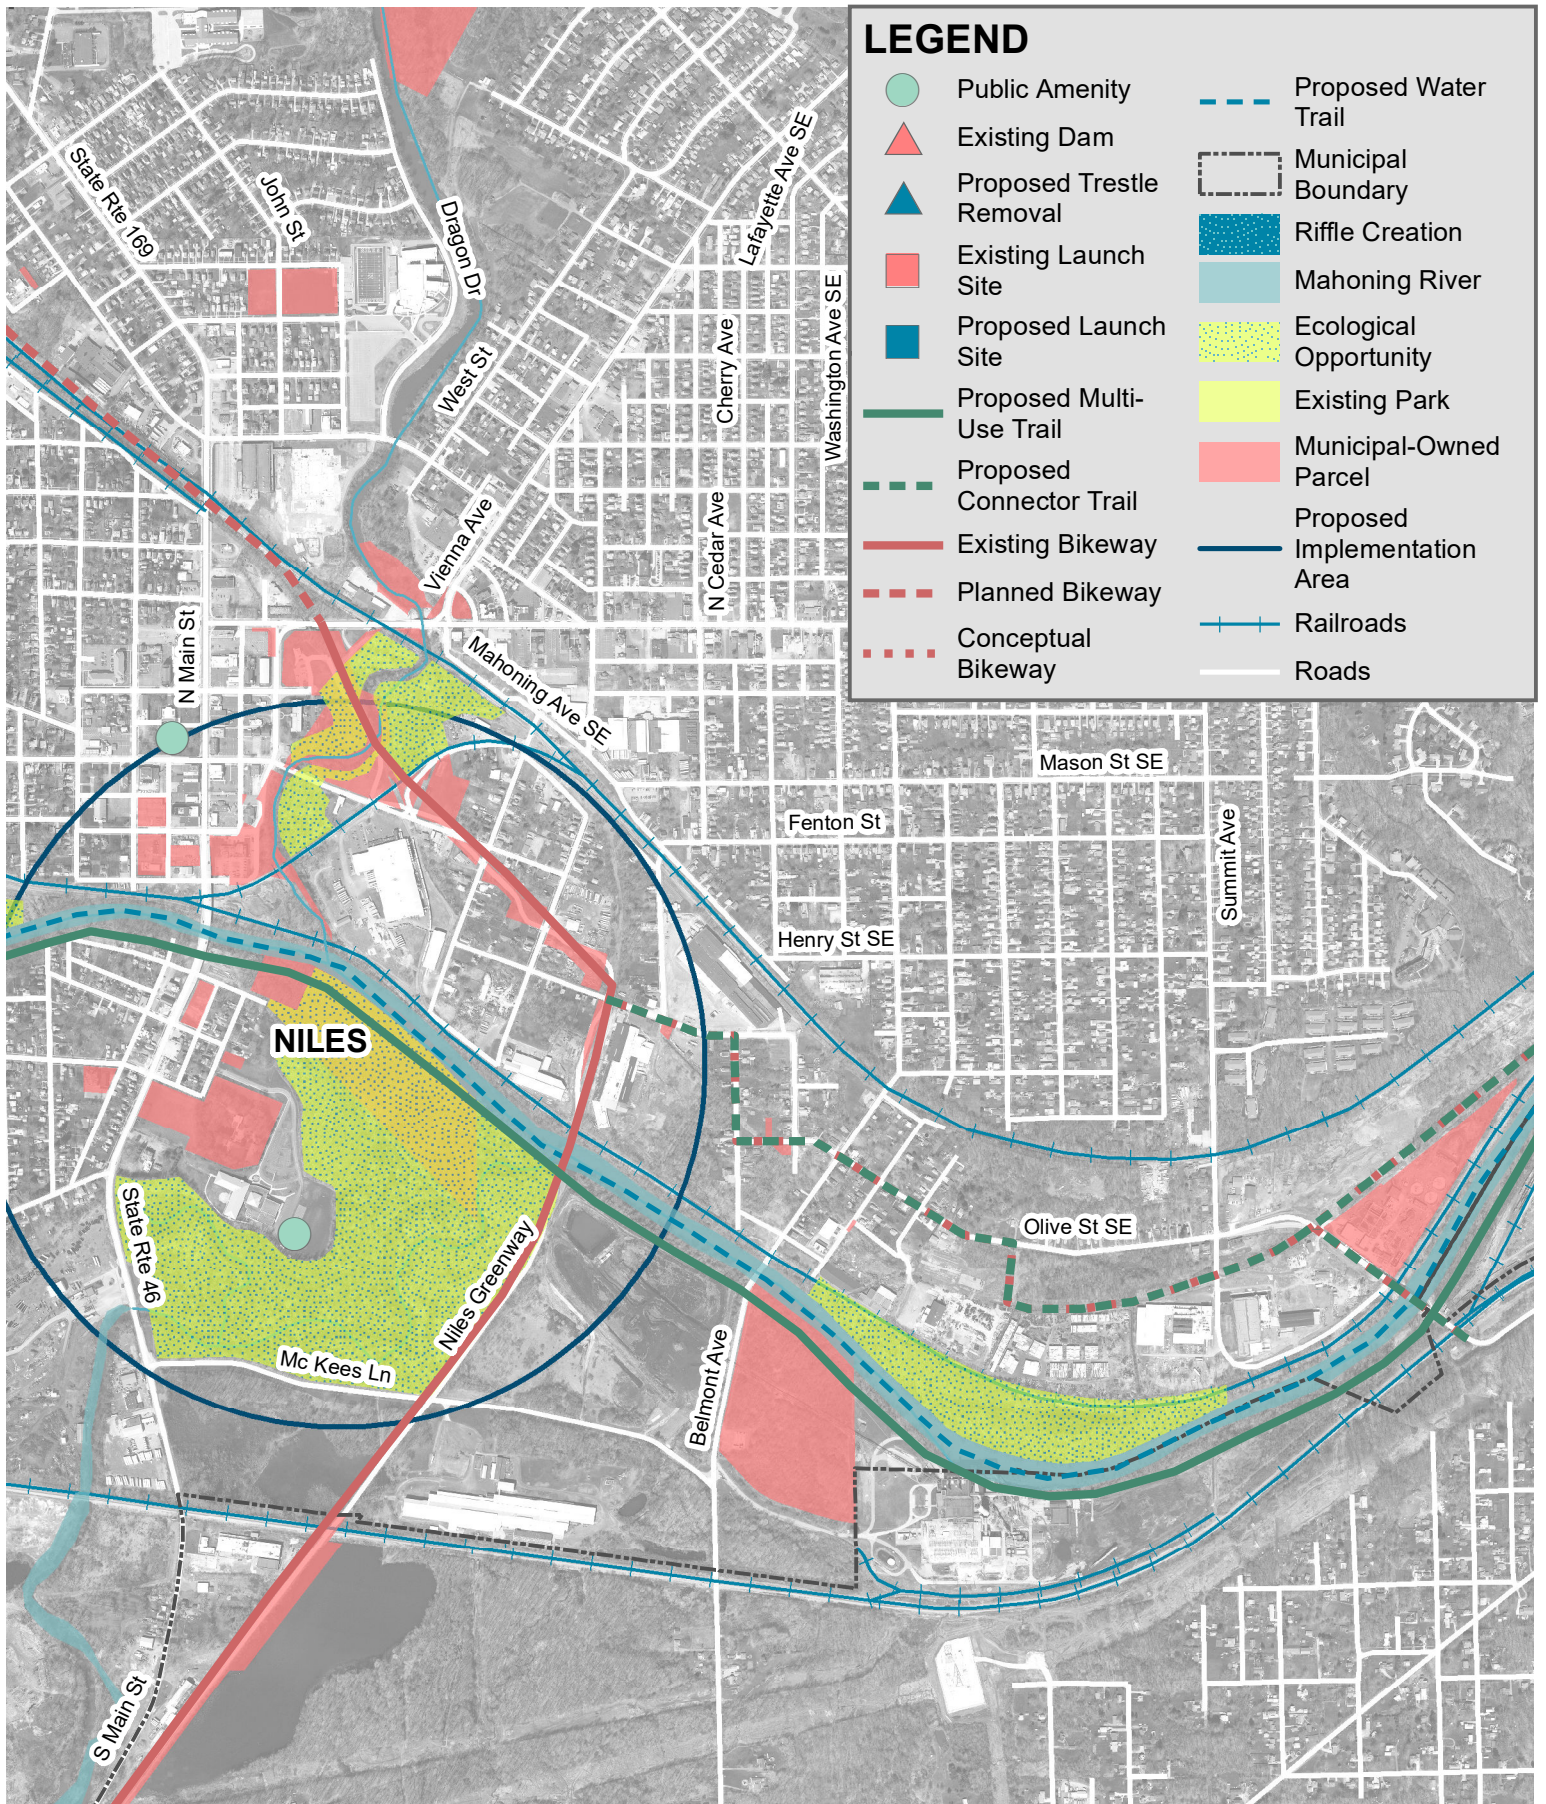 LEGEND
Public Amenity
Existing Dam
Proposed Trestle
Removal
Existing Launch
Site
Proposed Launch
Site
Proposed Multi-
Use Trail
Proposed
Connector Trail
Existing Bikeway
Planned Bikeway
Conceptual
Bikeway
Proposed Water
Trail
Municipal
Boundary
Riffle Creation
Mahoning River
Ecological
Opportunity
Existing Park
Municipal-Owned
Parcel
Proposed
Implementation
Area
Railroads
Roads
State Rte 169
John St
Dragon Dr
Lafayette Ave SE
West St
Cherry Ave
Washington Ave SE
Vienna Ave
N Cedar Ave
N Main St
Mahoning Ave SE
Mason St SE
Fenton St
Summit Ave
Henry St SE
NILES
State Rte 46
Olive St SE
Niles Greenway
Mc Kees Ln
Belmont Ave
S Main St